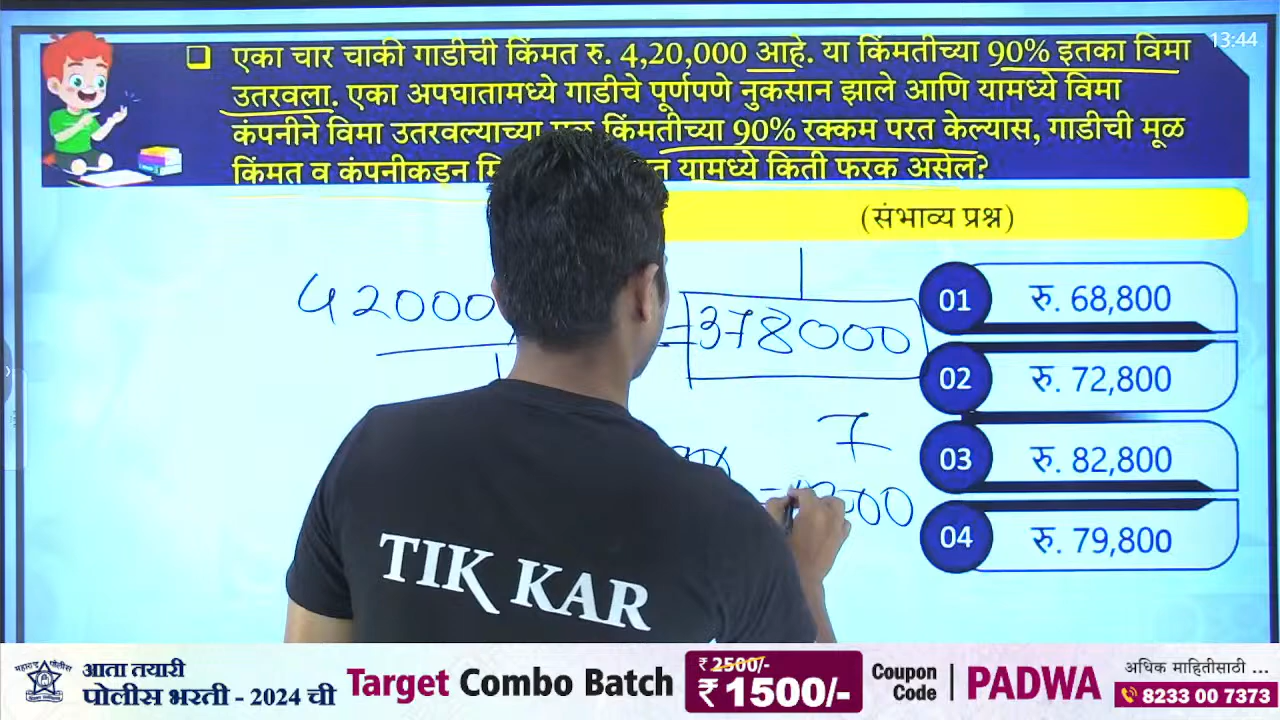 13:44
❑ एका चार चाकी गाडीची किंमत रु. 4,20,000 आहे. या किंमतीच्या 90% इतका विमा
उतरवला. एका अपघातामध्ये गाडीचे पूर्णपणे नुकसान झाले आणि यामध्ये विमा
कंपनीने विमा उतरवल्याच्या किंमतीच्या 90% रक्कम परत केल्यास, गाडीची मूळ
किंमत व कंपनीकडून यामध्ये किती फरक असेल?
(संभाव्य प्रश्न)
42000
378000
7
01 रु. 68,800
02 रु. 72,800
03 रु. 82,800
04 रु. 79,800
TIK KAR
महाराष्ट्र पोलीस
आता तयारी
पोलीस भरती - 2024 ची
Target Combo Batch
₹ 2500/-
₹ 1500/-
Coupon
Code
PADWA
अधिक माहितीसाठी ...
8233 00 7373